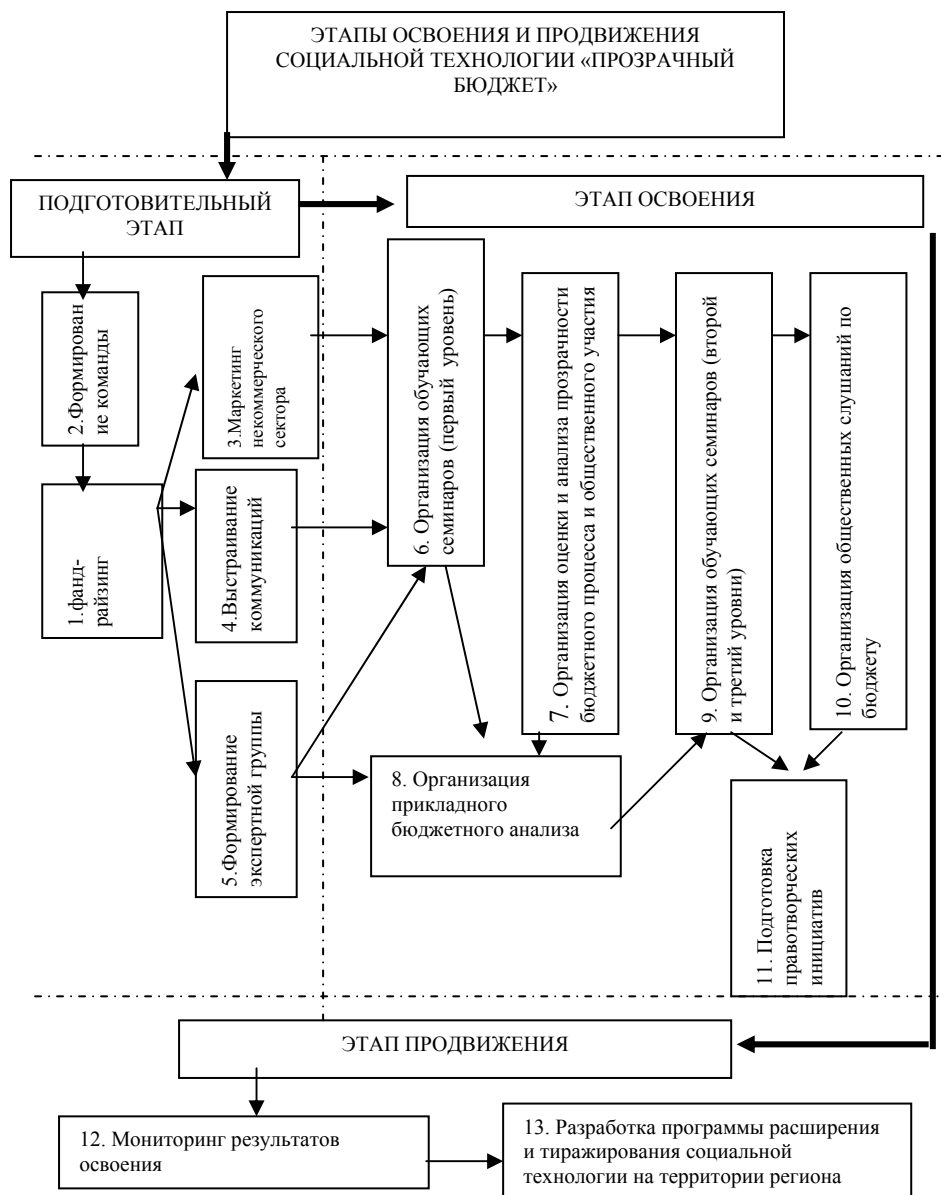 ЭТАПЫ ОСВОЕНИЯ И ПРОДВИЖЕНИЯ
СОЦИАЛЬНОЙ ТЕХНОЛОГИИ «ПРОЗРАЧНЫЙ
БЮДЖЕТ»
ПОДГОТОВИТЕЛЬНЫЙ
ЭТАП
ЭТАП ОСВОЕНИЯ
2.Формирован
ие команды
1.фанд-
райзинг
3.Маркетинг
некоммерческого
сектора
4.Выстраивание
коммуникаций
5.Формирование
экспертной группы
6. Организация обучающих
семинаров (первый уровень)
7. Организация оценки и анализа прозрачности
бюджетного процесса и общественного участия
8. Организация
прикладного
бюджетного анализа
9. Организация обучающих семинаров (второй
и третий уровни)
10. Организация общественных слушаний по
бюджету
11. Подготовка
правотворческих
инициатив
ЭТАП ПРОДВИЖЕНИЯ
12. Мониторинг результатов
освоения
13. Разработка программы расширения
и тиражирования социальной
технологии на территории региона